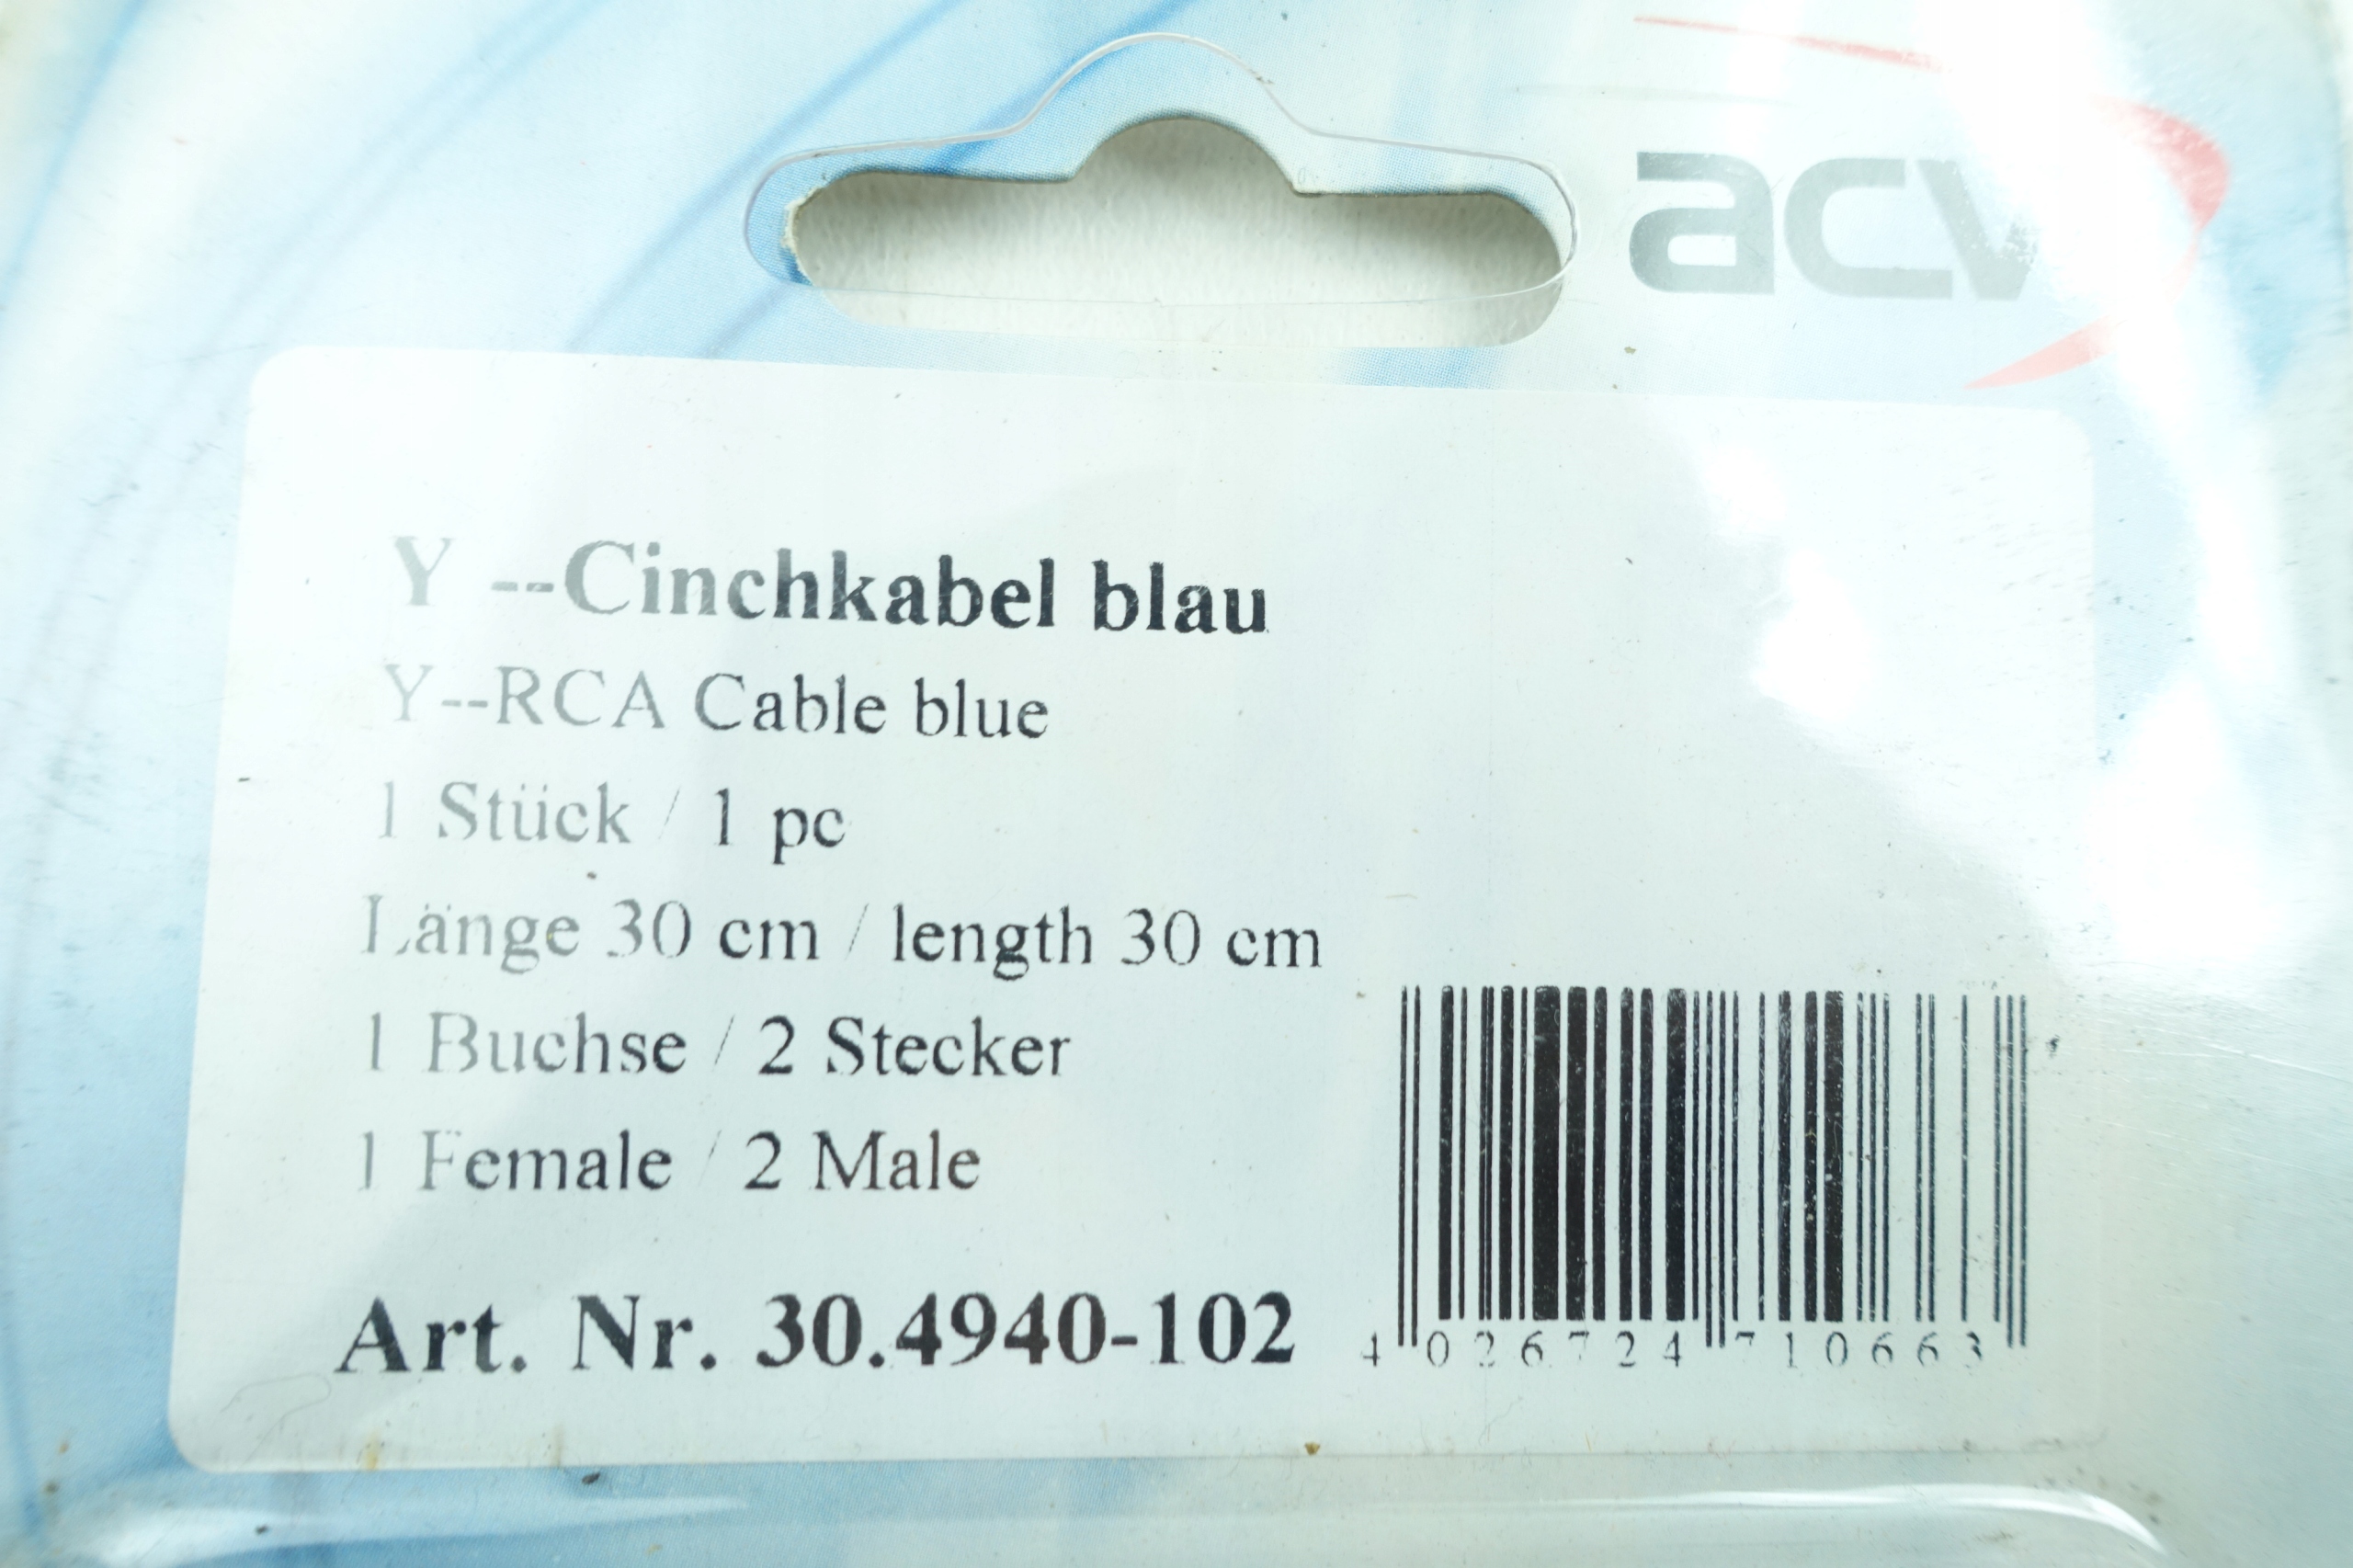 acv
Y --Cinchkabel blau
Y--RCA Cable blue
1 Stück / 1 pc
Länge 30 cm / length 30 cm
1 Buchse / 2 Stecker
1 Female / 2 Male
Art. Nr. 30.4940-102
4 026724 710663